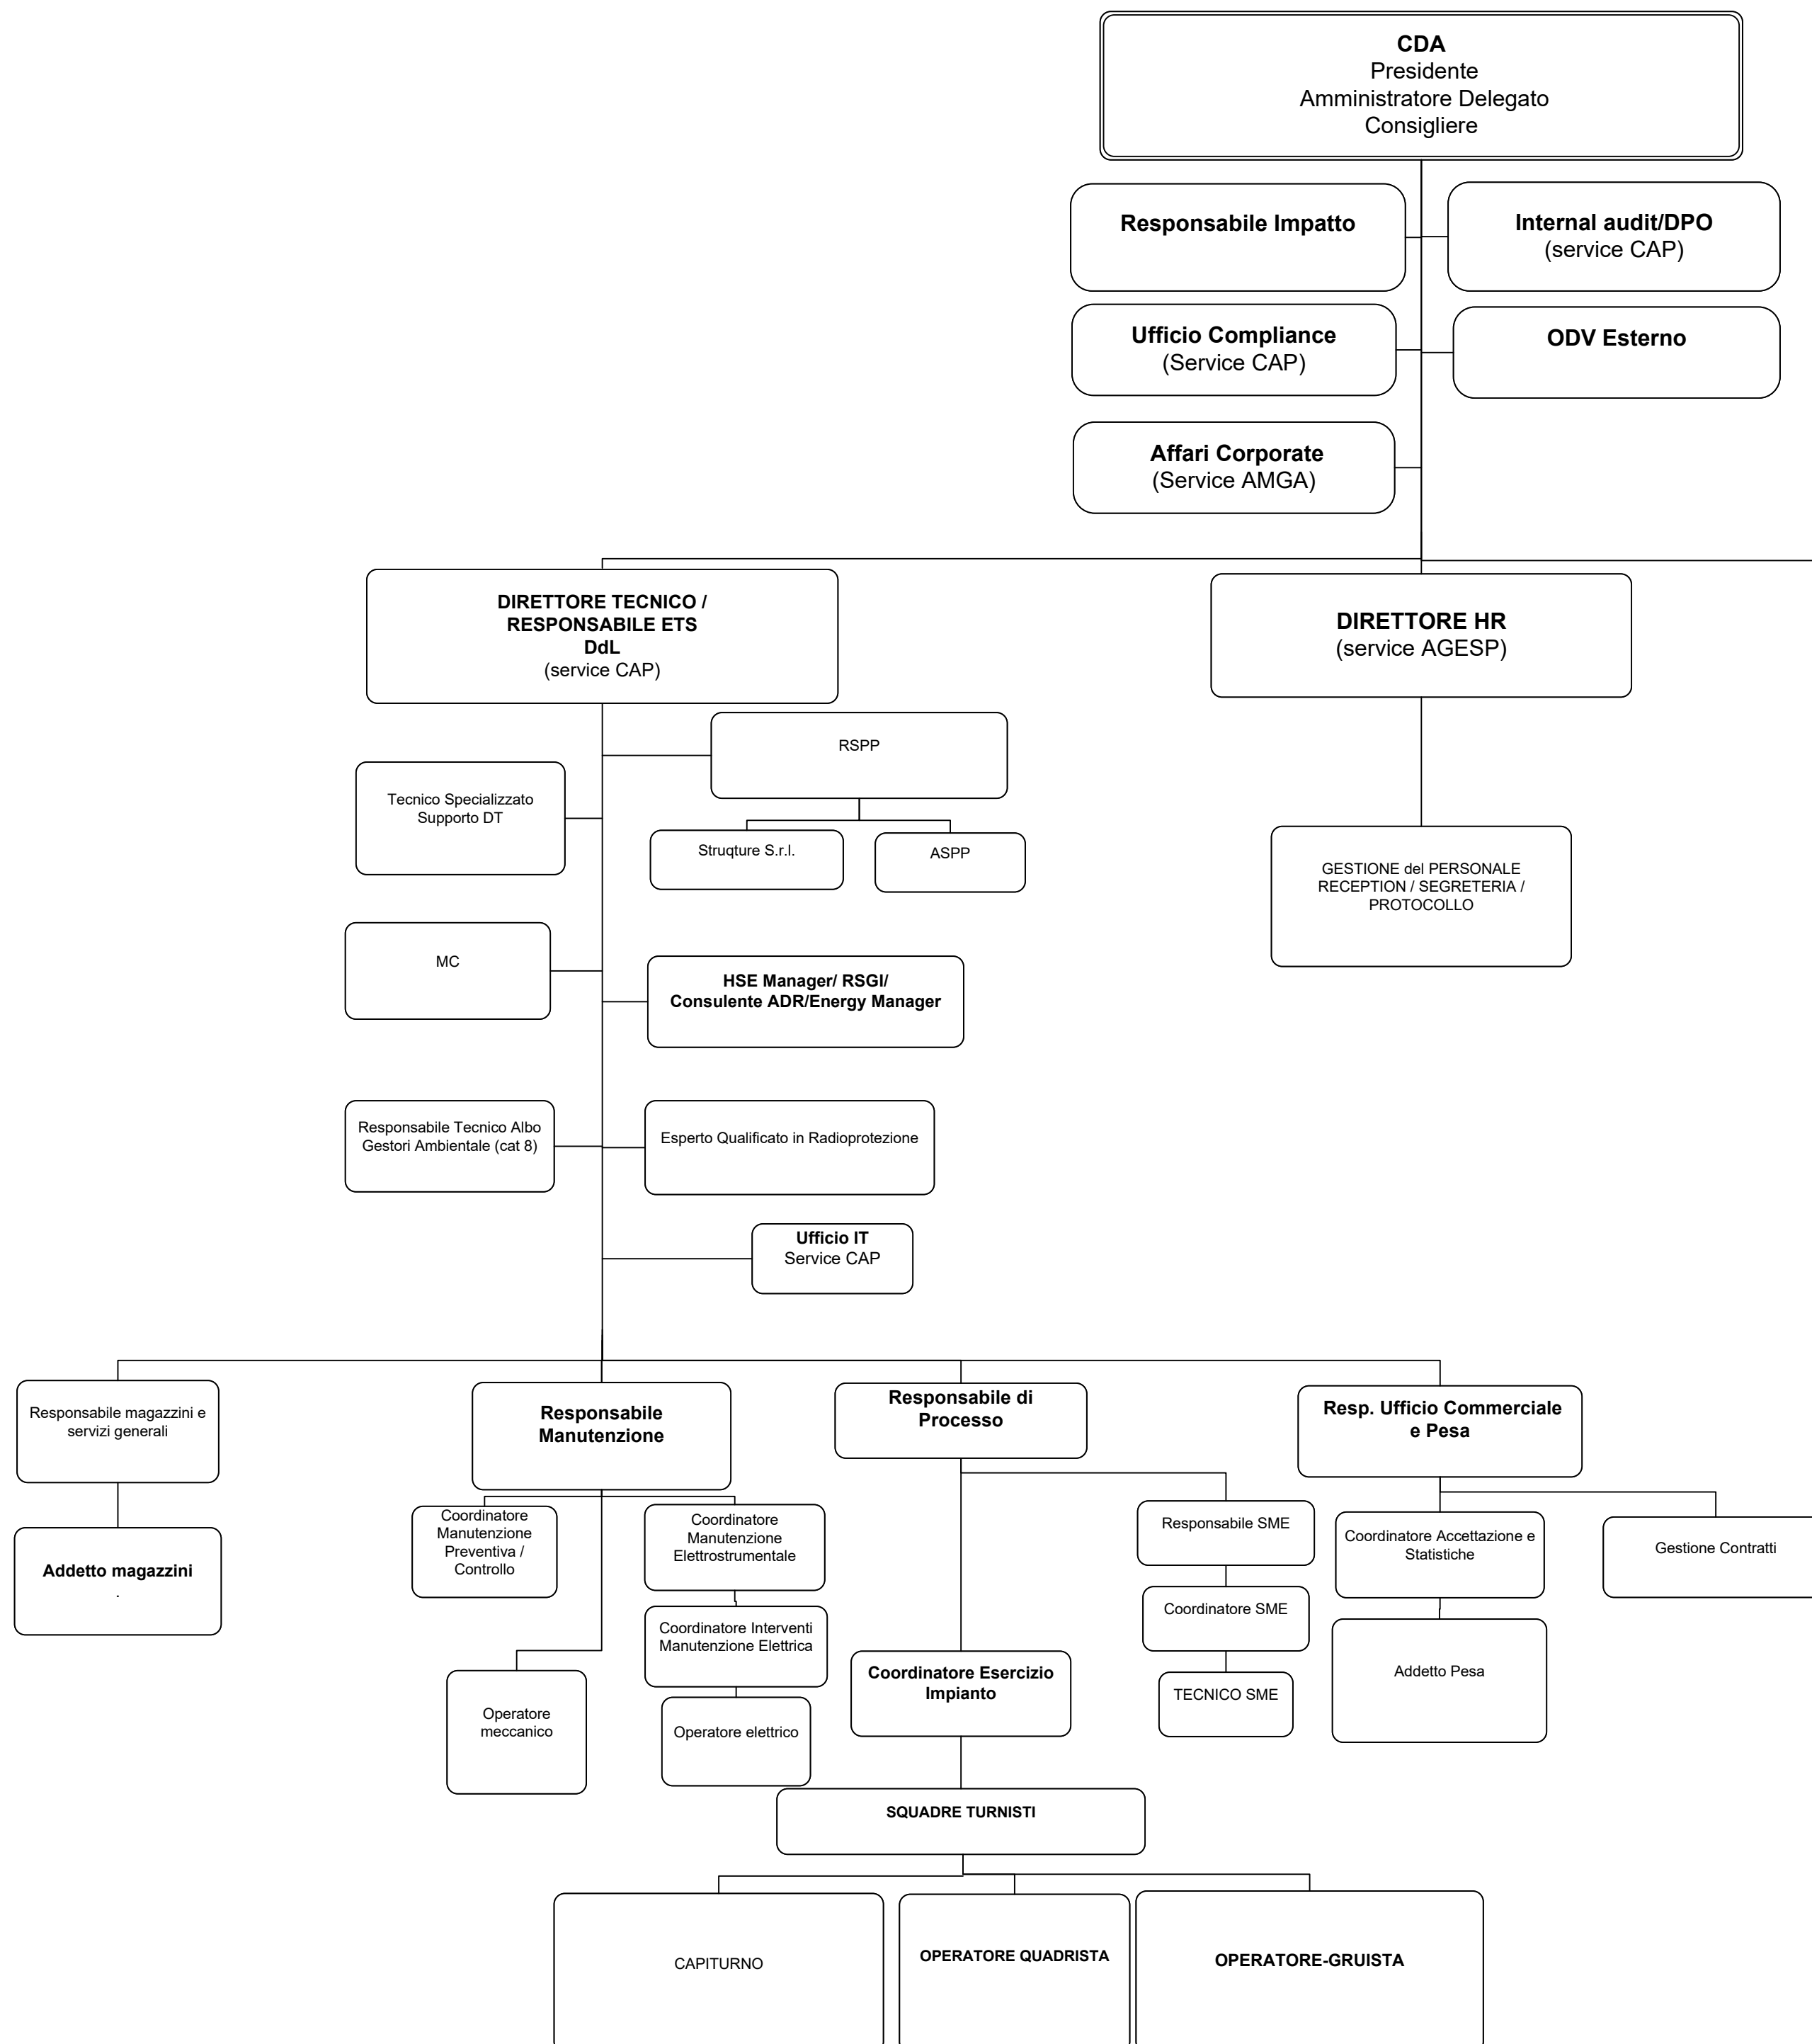 CDA
Presidente
Amministratore Delegato
Consigliere
Responsabile Impatto
Internal audit/DPO
(service CAP)
Ufficio Compliance
(Service CAP)
ODV Esterno
Affari Corporate
(Service AMGA)
DIRETTORE TECNICO /
RESPONSABILE ETS
DdL
(service CAP)
DIRETTORE HR
(service AGESP)
RSPP
Tecnico Specializzato
Supporto DT
Struqture S.r.l.
ASPP
GESTIONE del PERSONALE
RECEPTION / SEGRETERIA /
PROTOCOLLO
MC
HSE Manager/ RSGI/
Consulente ADR/Energy Manager
Responsabile Tecnico Albo
Gestori Ambientale (cat 8)
Esperto Qualificato in Radioprotezione
Ufficio IT
Service CAP
Responsabile magazzini e
servizi generali
Responsabile
Manutenzione
Responsabile di
Processo
Resp. Ufficio Commerciale
e Pesa
Addetto magazzini
.
Coordinatore
Manutenzione
Preventiva /
Controllo
Coordinatore
Manutenzione
Elettrostrumentale
Responsabile SME
Coordinatore Accettazione e
Statistiche
Gestione Contratti
Coordinatore Interventi
Manutenzione Elettrica
Coordinatore SME
Coordinatore Esercizio
Impianto
Addetto Pesa
Operatore
meccanico
Operatore elettrico
TECNICO SME
SQUADRE TURNISTI
CAPITURNO
OPERATORE QUADRISTA
OPERATORE-GRUISTA